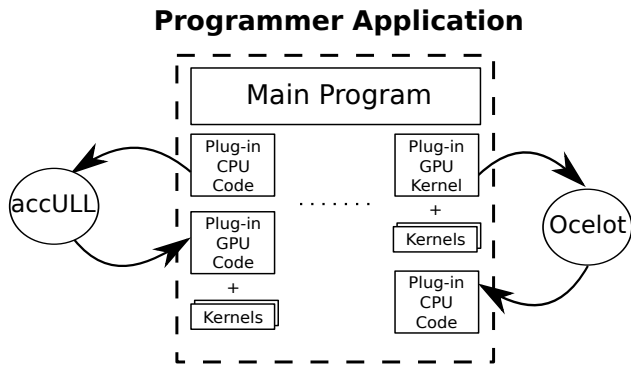 Programmer Application
Main Program
accULL
Plug-in
CPU
Code
Plug-in
GPU
Code
+
Kernels
. . . . . . .
Plug-in
GPU
Kernel
+
Kernels
Plug-in
CPU
Code
Ocelot